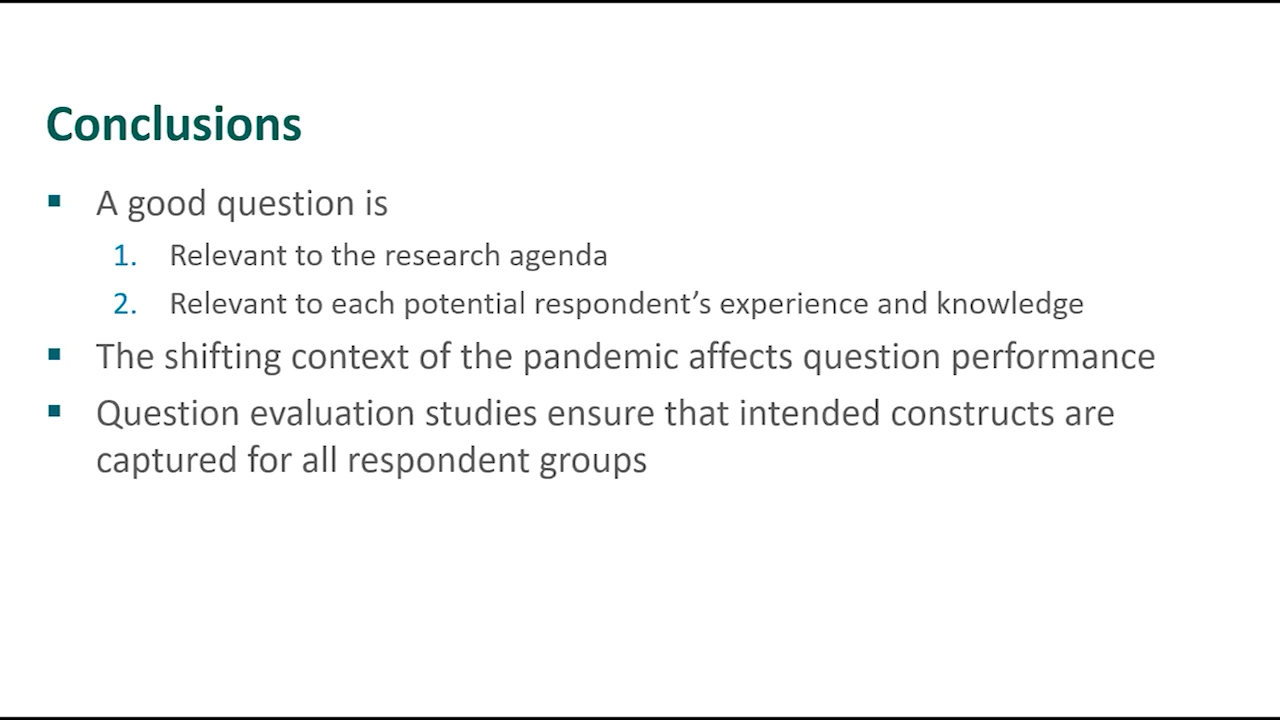 Conclusions
▪ A good question is
1. Relevant to the research agenda
2. Relevant to each potential respondent’s experience and knowledge
▪ The shifting context of the pandemic affects question performance
▪ Question evaluation studies ensure that intended constructs are
captured for all respondent groups